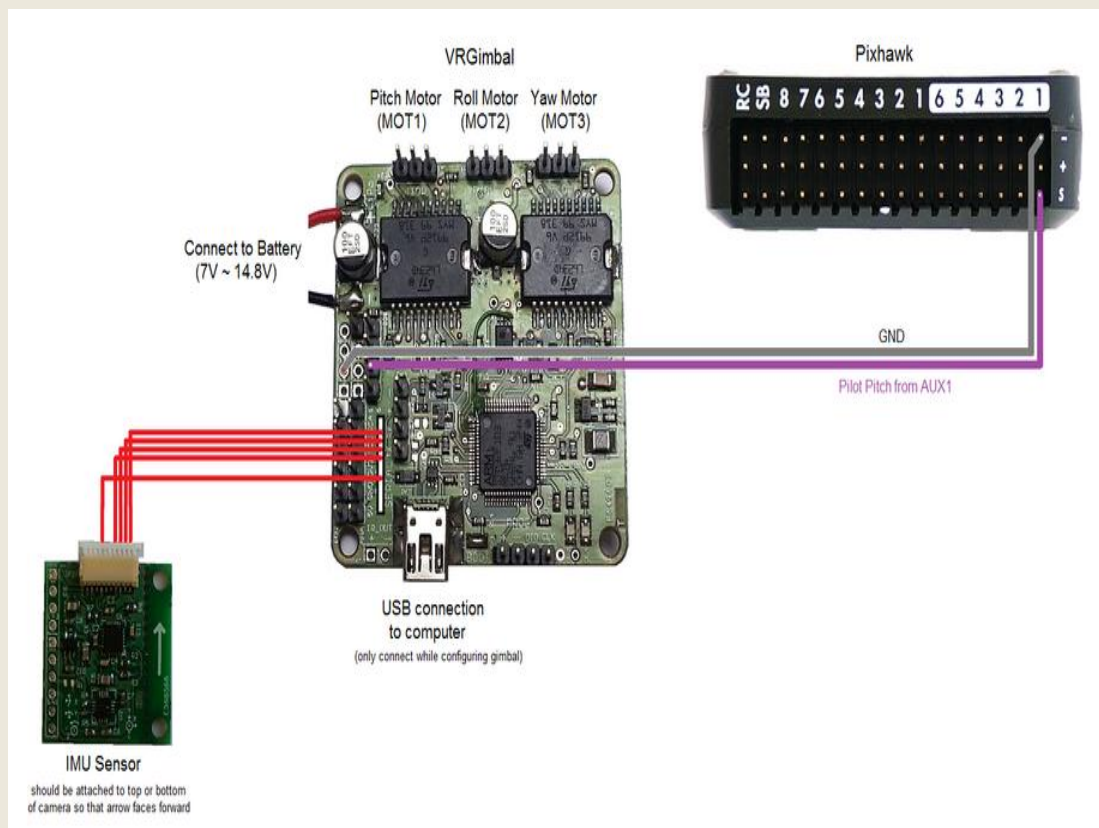 VRGimbal
Pixhawk
Pitch Motor
(MOT1)
Roll Motor
(MOT2)
Yaw Motor
(MOT3)
RC
SB 8 7 6 5 4 3 2 1 6 5 4 3 2 1
-
+
S
Connect to Battery
(7V ~ 14.8V)
GND
Pilot Pitch from AUX1
USB connection
to computer
(only connect while configuring gimbal)
IMU Sensor
should be attached to top or bottom
of camera so that arrow faces forward